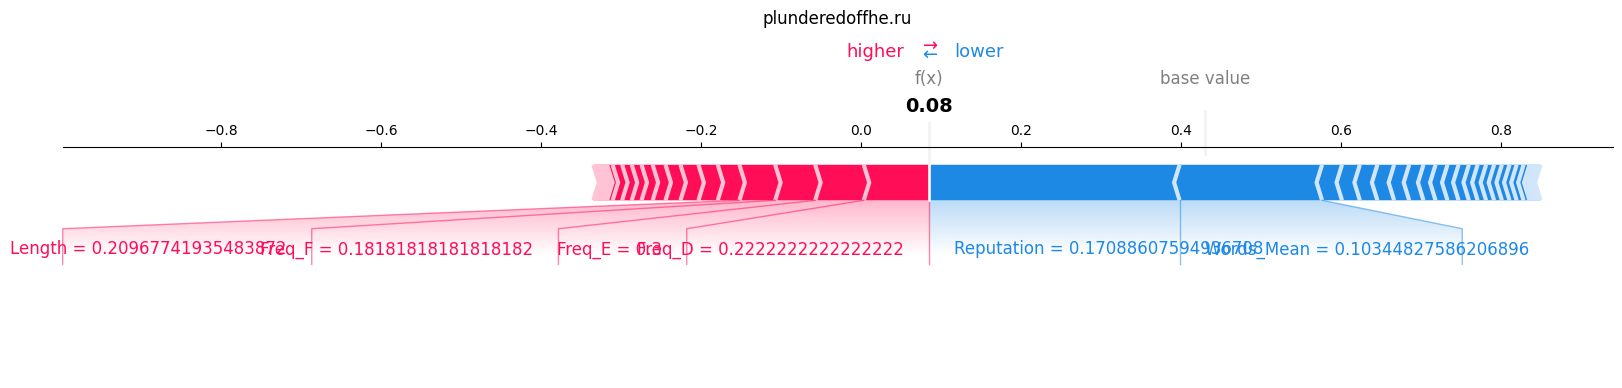 plunderedoffhe.ru
higher → ← lower
f(x) base value
0.08
−0.8 −0.6 −0.4 −0.2 0.0 0.2 0.4 0.6 0.8
Length = 0.20967741935483872 Freq_F = 0.18181818181818182 Freq_E = 0.3 Freq_D = 0.2222222222222222 Reputation = 0.17088607594936708 Words_Mean = 0.10344827586206896